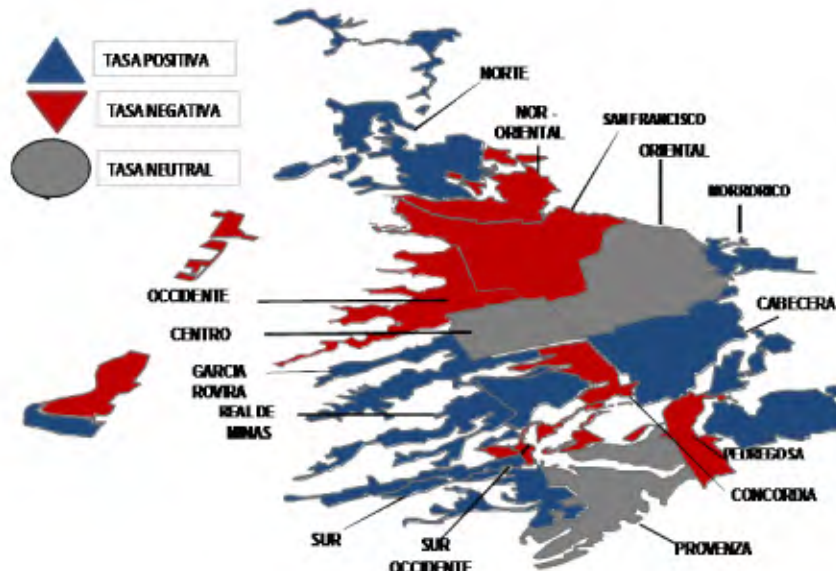 TASA POSITIVA
TASA NEGATIVA
TASA NEUTRAL
NORTE
NOR -
ORIENTAL
SAN FRANCISCO
ORIENTAL
MORRORICO
OCCIDENTE
CENTRO
CABECERA
GARCIA
ROVIRA
REAL DE
MINAS
PEDREGOSA
CONCORDIA
SUR
SUR
OCCIDENTE
PROVENZA